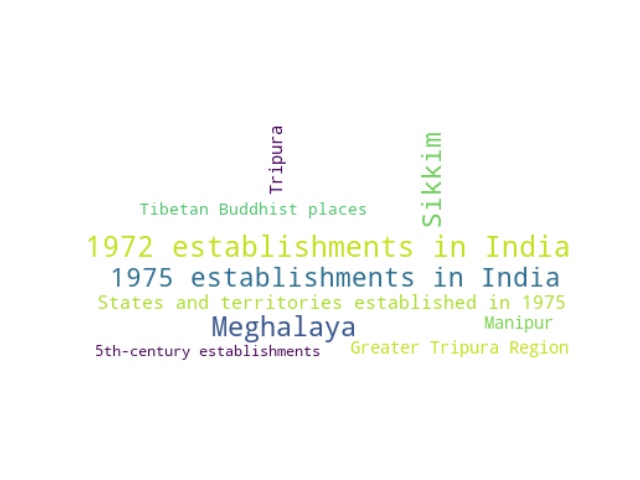 Tripura
Sikkim
Tibetan Buddhist places
1972 establishments in India
1975 establishments in India
States and territories established in 1975
Meghalaya
Manipur
5th-century establishments
Greater Tripura Region